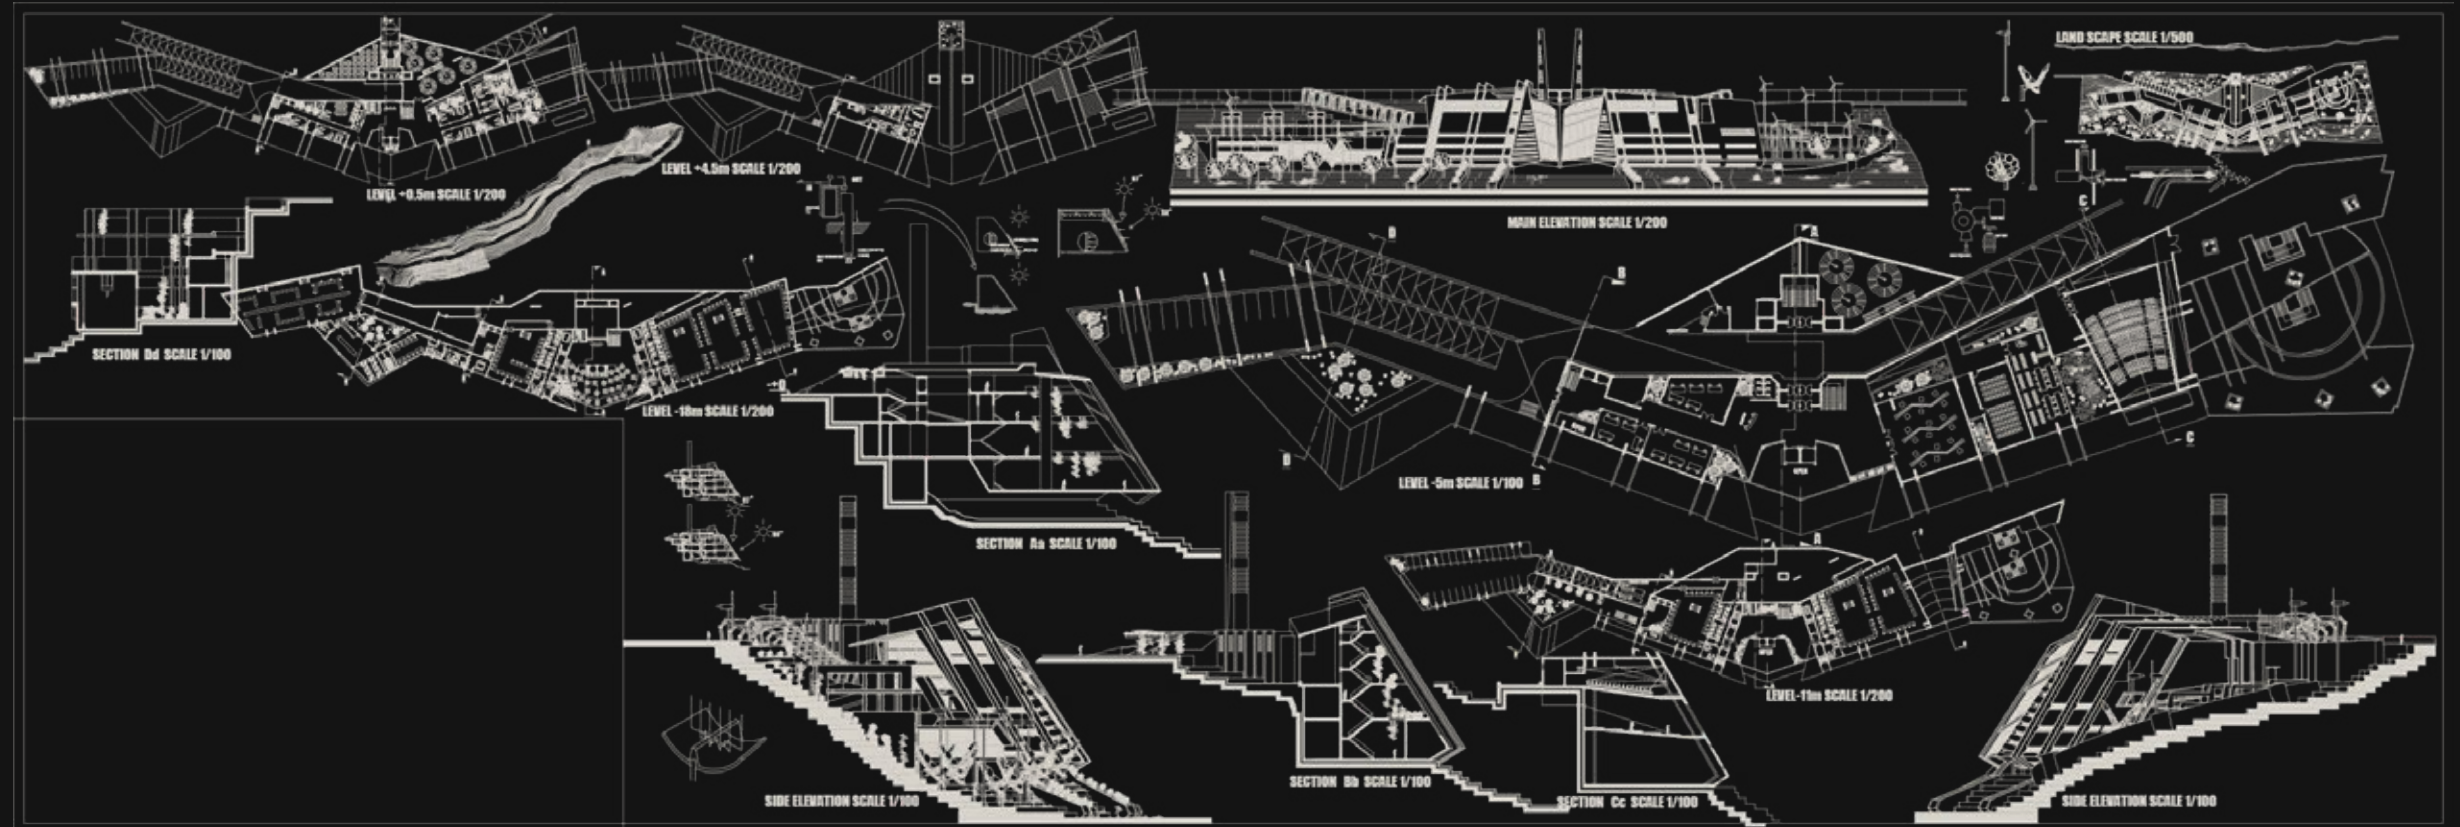 LAND SCAPE SCALE 1/500
LEVEL +4.5m SCALE 1/200
LEVEL +0.5m SCALE 1/200
MAIN ELEVATION SCALE 1/200
D
A
C
B
SECTION Dd SCALE 1/100
LEVEL -18m SCALE 1/200
C
D
LEVEL -5m SCALE 1/100
B
SECTION Aa SCALE 1/100
A
LEVEL-11m SCALE 1/200
SECTION Bb SCALE 1/100
SIDE ELEVATION SCALE 1/100
SECTION Cc SCALE 1/100
SIDE ELEVATION SCALE 1/100